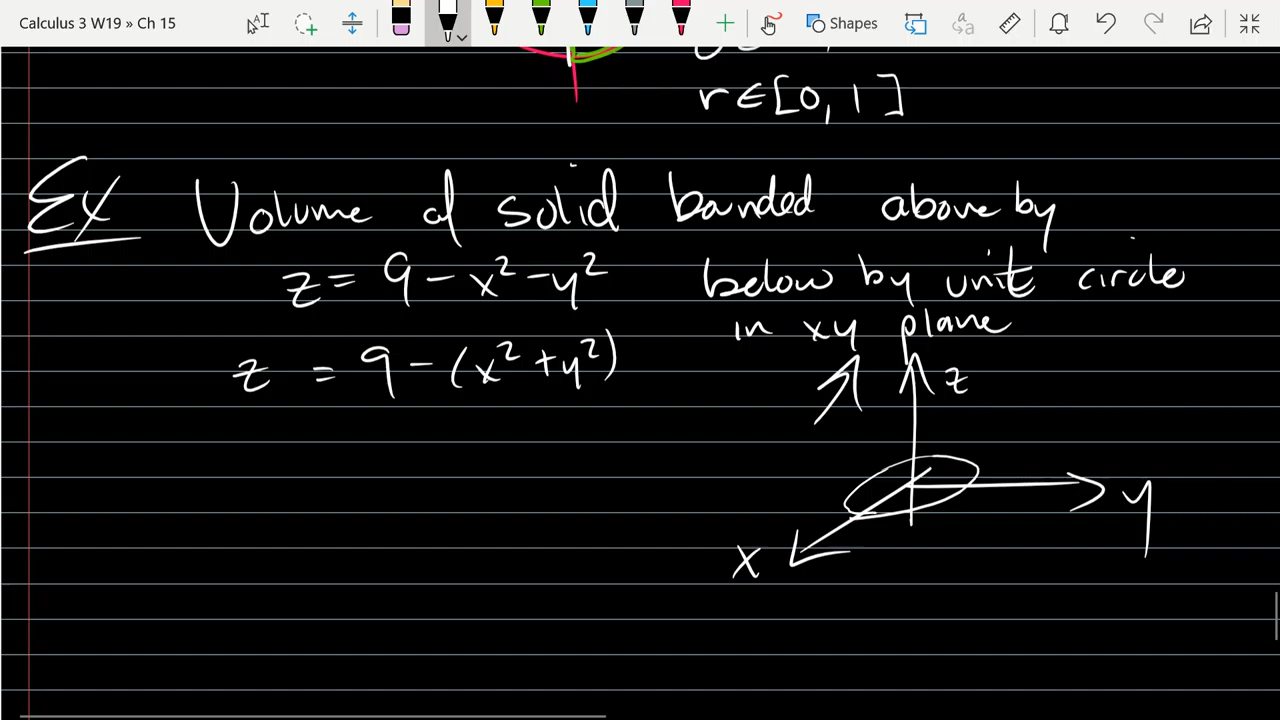 Calculus 3 W19 » Ch 15
Shapes
r∈[0, 1]
Ex Volume of solid bounded above by
z = 9 - x² - y² below by unit circle
in xy plane
z = 9 - (x² + y²)
z
y
x